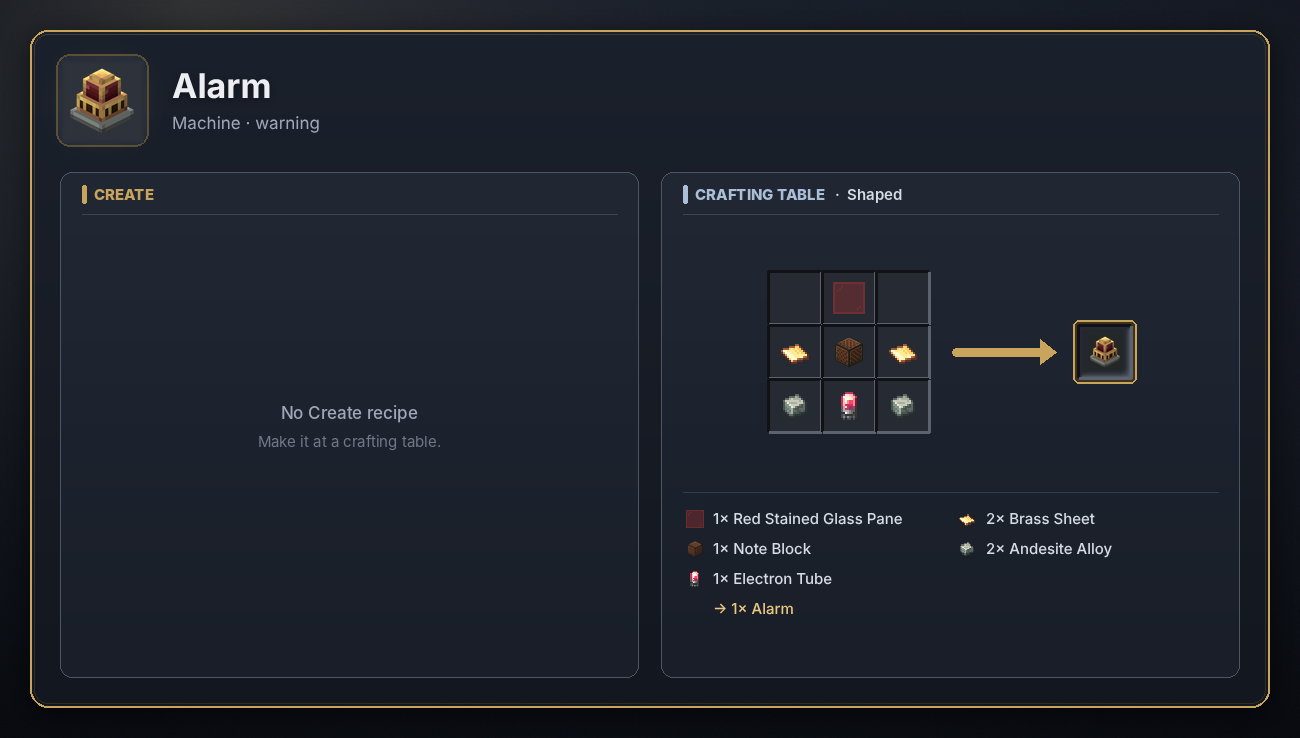 Alarm
Machine · warning
CREATE
No Create recipe
Make it at a crafting table.
CRAFTING TABLE · Shaped
1× Red Stained Glass Pane
2× Brass Sheet
1× Note Block
2× Andesite Alloy
1× Electron Tube
→ 1× Alarm